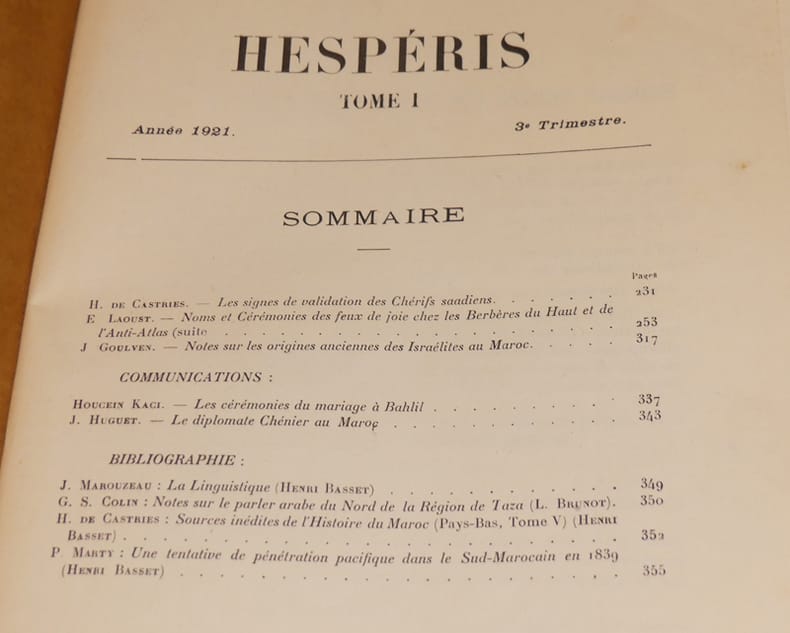 HESPÉRIS
TOME I
Année 1921. 3e Trimestre.
SOMMAIRE
Pages
H. DE CASTRIES. — Les signes de validation des Chérifs saadiens. . . . . . . 231
E LAOUST. — Noms et Cérémonies des feux de joie chez les Berbères du Haut et de
l'Anti-Atlas (suite . . . . . . . . . . . . . . . . . 253
J GOULVEN. — Notes sur les origines anciennes des Israélites au Maroc. . . . . 317
COMMUNICATIONS :
HOUCEIN KACI. — Les cérémonies du mariage à Bahlil . . . . . . . . 337
J. HUGUET. — Le diplomate Chénier au Maroc . . . . . . . . . . 343
BIBLIOGRAPHIE :
J. MAROUZEAU : La Linguistique (HENRI BASSET) . . . . . . . . . . 349
G. S. COLIN : Notes sur le parler arabe du Nord de la Région de Taza (L. BRUNOT). 350
H. DE CASTRIES : Sources inédites de l'Histoire du Maroc (Pays-Bas, Tome V) (HENRI
BASSET) . . . . . . . . . . . . . . . . . . . 352
P MARTY : Une tentative de pénétration pacifique dans le Sud-Marocain en 1839
(HENRI BASSET) . . . . . . . . . . . . . . . . . 355